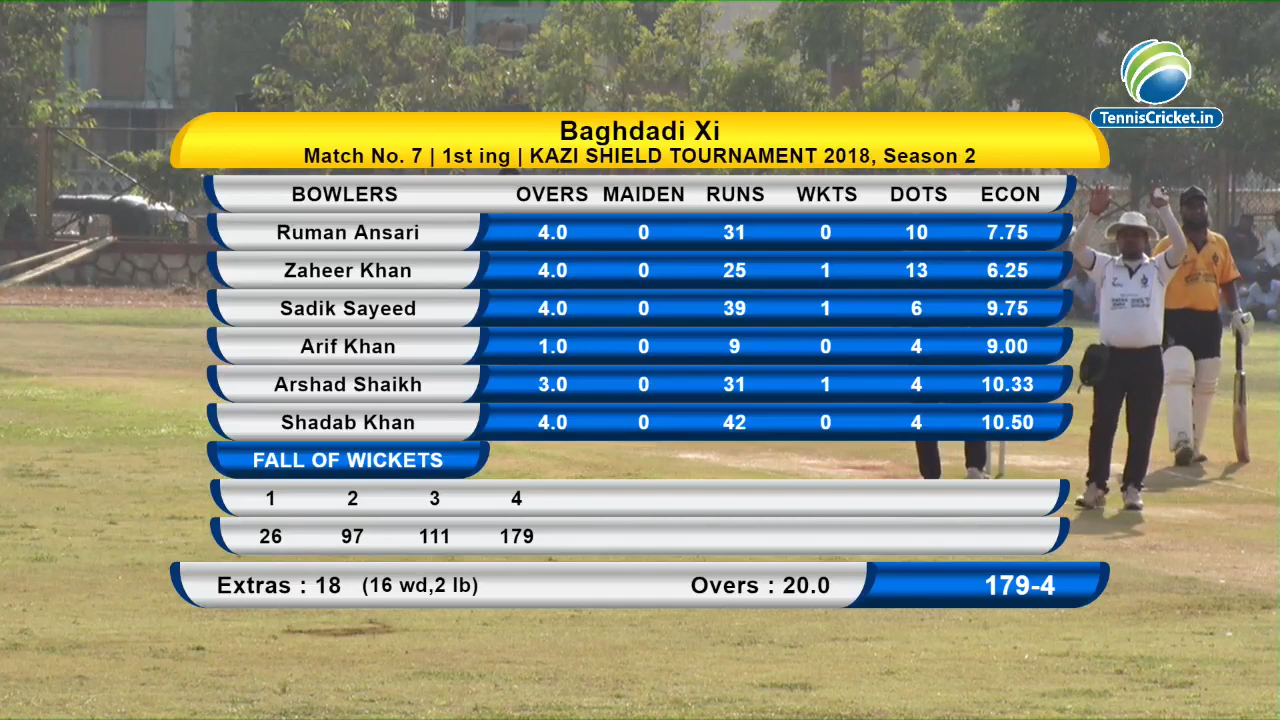 TennisCricket.in
Baghdadi Xi
Match No. 7 | 1st ing | KAZI SHIELD TOURNAMENT 2018, Season 2
BOWLERS OVERS MAIDEN RUNS WKTS DOTS ECON
Ruman Ansari 4.0 0 31 0 10 7.75
Zaheer Khan 4.0 0 25 1 13 6.25
Sadik Sayeed 4.0 0 39 1 6 9.75
Arif Khan 1.0 0 9 0 4 9.00
Arshad Shaikh 3.0 0 31 1 4 10.33
Shadab Khan 4.0 0 42 0 4 10.50
FALL OF WICKETS
1 2 3 4
26 97 111 179
Extras : 18 (16 wd,2 lb) Overs : 20.0 179-4